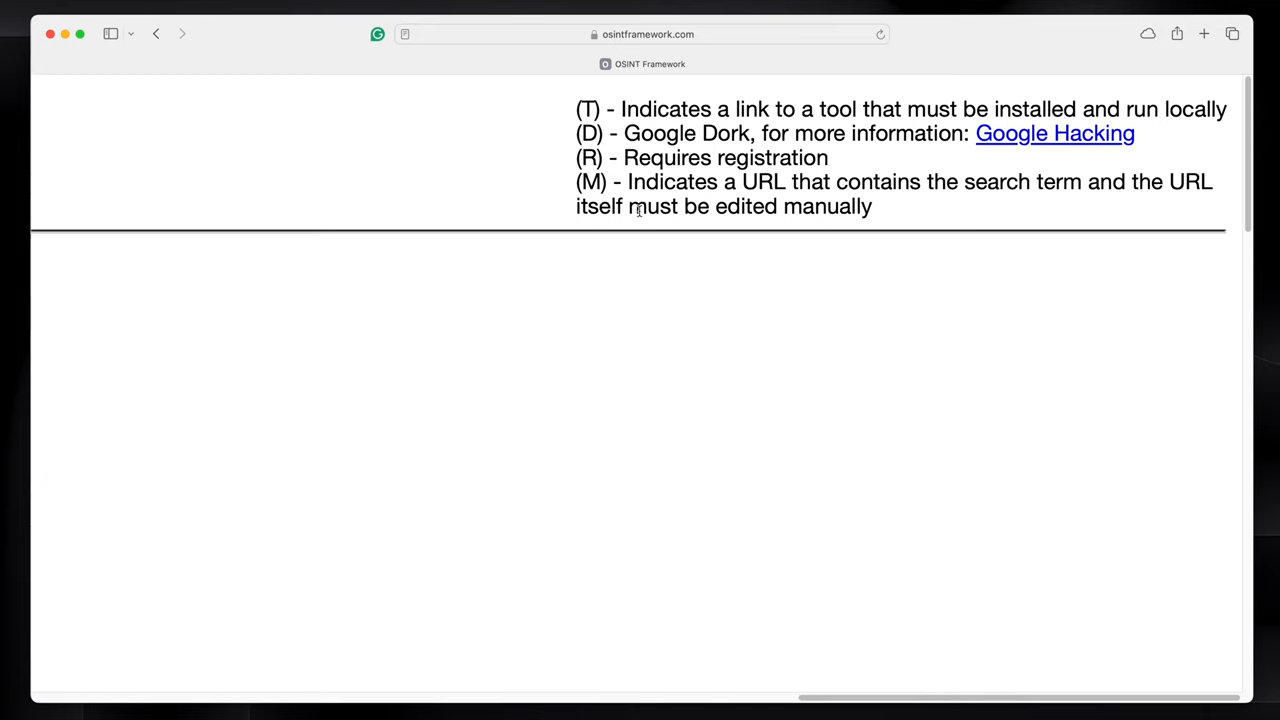 osintframework.com
OSINT Framework
(T) - Indicates a link to a tool that must be installed and run locally
(D) - Google Dork, for more information: Google Hacking
(R) - Requires registration
(M) - Indicates a URL that contains the search term and the URL
itself must be edited manually